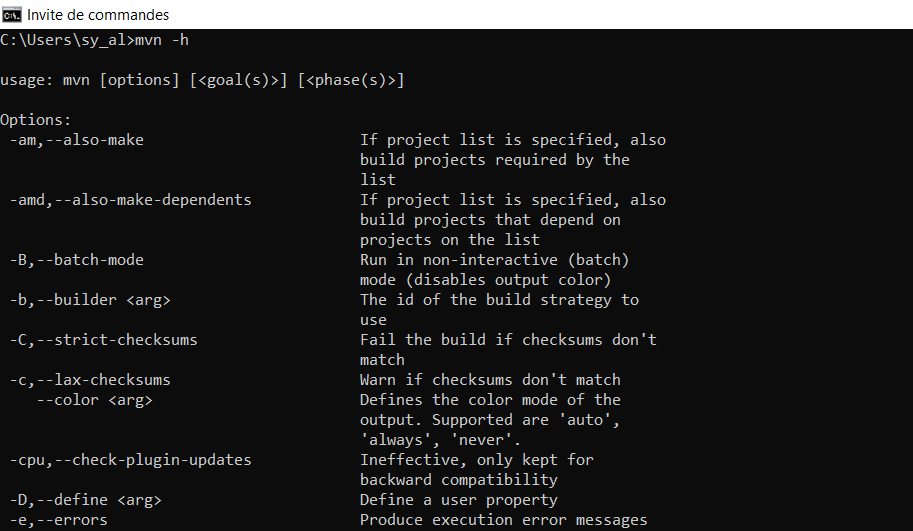 Invite de commandes
C:\Users\sy_al>mvn -h
usage: mvn [options] [<goal(s)>] [<phase(s)>]
Options:
-am,--also-make If project list is specified, also
build projects required by the
list
-amd,--also-make-dependents If project list is specified, also
build projects that depend on
projects on the list
-B,--batch-mode Run in non-interactive (batch)
mode (disables output color)
-b,--builder <arg> The id of the build strategy to
use
-C,--strict-checksums Fail the build if checksums don't
match
-c,--lax-checksums Warn if checksums don't match
--color <arg> Defines the color mode of the
output. Supported are 'auto',
'always', 'never'.
-cpu,--check-plugin-updates Ineffective, only kept for
backward compatibility
-D,--define <arg> Define a user property
-e,--errors Produce execution error messages